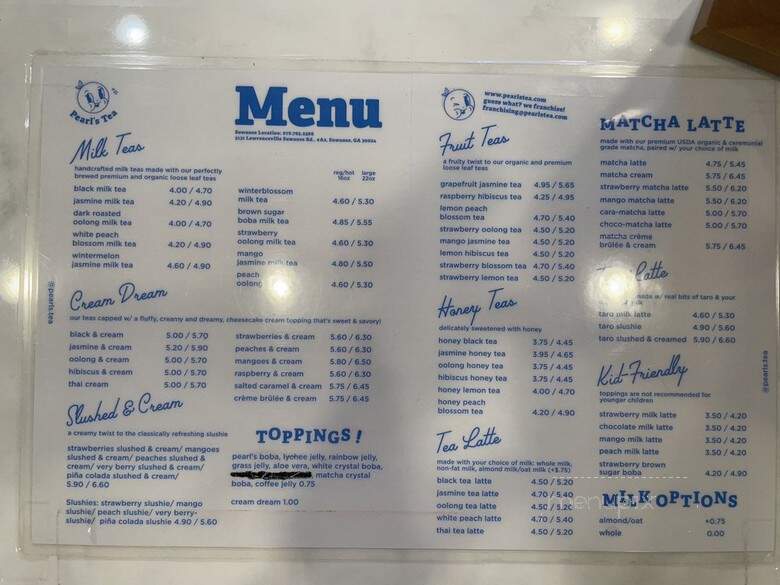 Pearl's Tea
Menu
Suwanee Location: 
Milk Teas
handcrafted milk teas made with our perfectly
brewed premium and organic loose leaf teas
black milk tea 4.00 / 4.70
jasmine milk tea 4.20 / 4.90
dark roasted
oolong milk tea 4.00 / 4.70
white peach
blossom milk tea 4.20 / 4.90
wintermelon
jasmine milk tea 4.60 / 4.90
reg/hot large
16oz 22oz
winterblossom
milk tea 4.60 / 5.30
brown sugar
boba milk tea 4.85 / 5.55
strawberry
oolong milk tea 4.60 / 5.30
mango
jasmine milk tea 4.80 / 5.50
peach
oolong 4.60 / 5.30
@pearls.tea
Cream Dream
our teas capped w/ a fluffy, creamy and dreamy, cheesecake cream topping that's sweet & savory!
black & cream 5.00 / 5.70
jasmine & cream 5.20 / 5.90
oolong & cream 5.00 / 5.70
hibiscus & cream 5.00 / 5.70
thai cream 5.00 / 5.70
strawberries & cream 5.60 / 6.30
peaches & cream 5.60 / 6.30
mangoes & cream 5.80 / 6.50
raspberry & cream 5.60 / 6.30
salted caramel & cream 5.75 / 6.45
crème brûlée & cream 5.75 / 6.45
Slushed & Cream
a creamy twist to the classically refreshing slushie
strawberries slushed & cream/ mangoes
slushed & cream/ peaches slushed &
cream/ very berry slushed & cream/
piña colada slushed & cream/
5.90 / 6.60
Slushies: strawberry slushie/ mango
slushie/ peach slushie/ very berry-
slushie/ piña colada slushie 4.90 / 5.60
TOPPINGS!
pearl's boba, lychee jelly, rainbow jelly,
grass jelly, aloe vera, white crystal boba,
matcha crystal
boba, coffee jelly 0.75
cream dream 1.00
www.pearlstea.com
guess what? we franchise!
franchising@pearlstea.com
Fruit Teas
a fruity twist to our organic and premium
loose leaf teas
grapefruit jasmine tea 4.95 / 5.65
raspberry hibiscus tea 4.25 / 4.95
lemon peach
blossom tea 4.70 / 5.40
strawberry oolong tea 4.50 / 5.20
mango jasmine tea 4.50 / 5.20
lemon hibiscus tea 4.50 / 5.20
strawberry blossom tea 4.70 / 5.40
strawberry lemon tea 4.50 / 5.20
Honey Teas
delicately sweetened with honey
honey black tea 3.75 / 4.45
jasmine honey tea 3.95 / 4.65
oolong honey tea 3.75 / 4.45
hibiscus honey tea 3.75 / 4.45
honey lemon tea 4.00 / 4.70
honey peach
blossom tea 4.20 / 4.90
Tea Latte
made with your choice of milk: whole milk,
non-fat milk, almond milk/oat milk (+$.75)
black tea latte 4.50 / 5.20
jasmine tea latte 4.70 / 5.40
oolong tea latte 4.50 / 5.20
white peach latte 4.70 / 5.40
thai tea latte 4.50 / 5.20
MATCHA LATTE
made with our premium USDA organic & ceremonial
grade matcha, paired w/ your choice of milk
matcha latte 4.75 / 5.45
matcha cream 5.75 / 6.45
strawberry matcha latte 5.50 / 6.20
mango matcha latte 5.50 / 6.20
cara-matcha latte 5.00 / 5.70
choco-matcha latte 5.00 / 5.70
matcha crème
brûlée & cream 5.75 / 6.45
Latte
made w/ real bits of taro & your
taro milk latte 4.60 / 5.30
taro slushie 4.90 / 5.60
taro slushed & creamed 5.90 / 6.60
Kid-Friendly
toppings are not recommended for
younger children
strawberry milk latte 3.50 / 4.20
chocolate milk latte 3.50 / 4.20
mango milk latte 3.50 / 4.20
peach milk latte 3.50 / 4.20
strawberry brown
sugar boba 4.20 / 4.90
MILK OPTIONS
almond/oat +0.75
whole 0.00
@pearls.tea
menupix